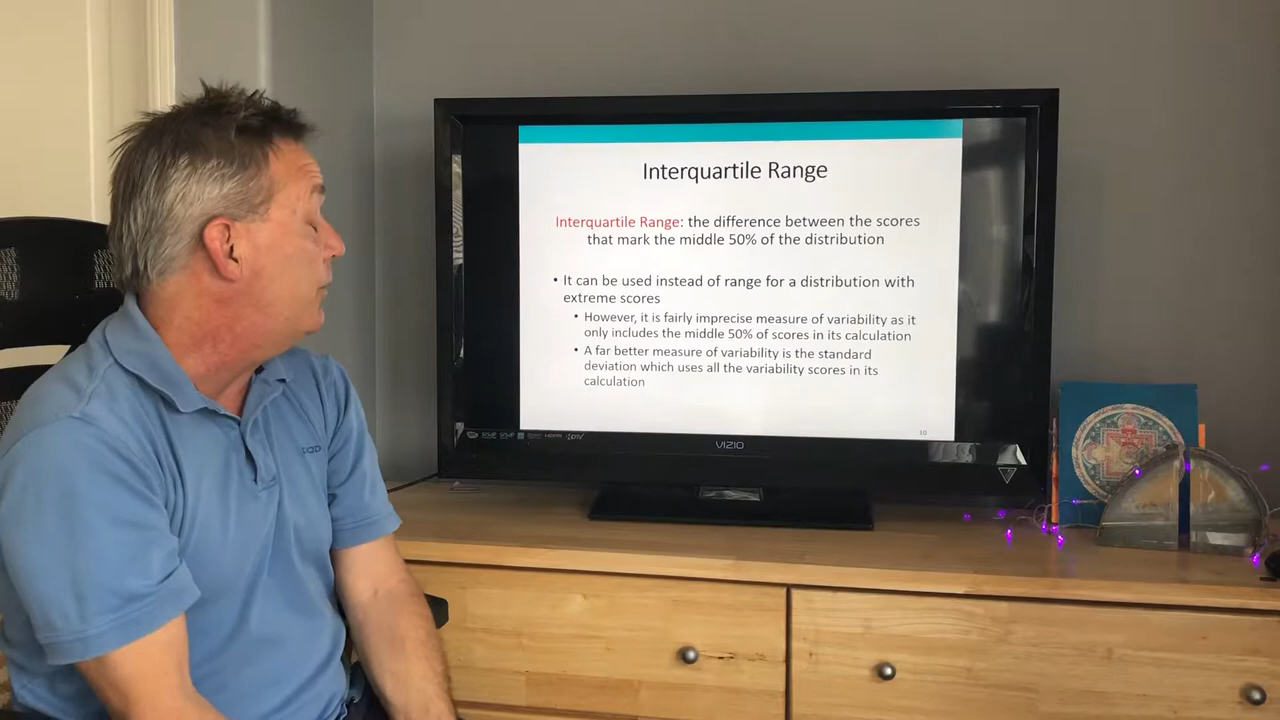 Interquartile Range
Interquartile Range: the difference between the scores
that mark the middle 50% of the distribution
• It can be used instead of range for a distribution with
extreme scores
• However, it is fairly imprecise measure of variability as it
only includes the middle 50% of scores in its calculation
• A far better measure of variability is the standard
deviation which uses all the variability scores in its
calculation
10
VIZIO